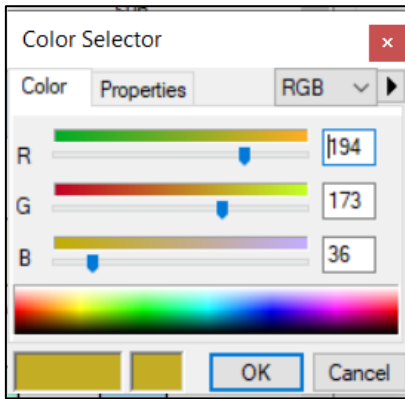 Color Selector
Color Properties RGB
R 194
G 173
B 36
OK Cancel